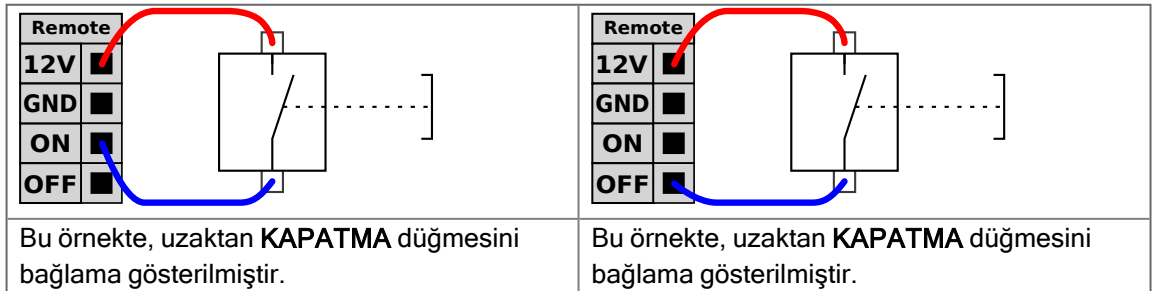 Remote
12V
GND
ON
OFF
Bu örnekte, uzaktan KAPATMA düğmesini
bağlama gösterilmiştir.
Remote
12V
GND
ON
OFF
Bu örnekte, uzaktan KAPATMA düğmesini
bağlama gösterilmiştir.